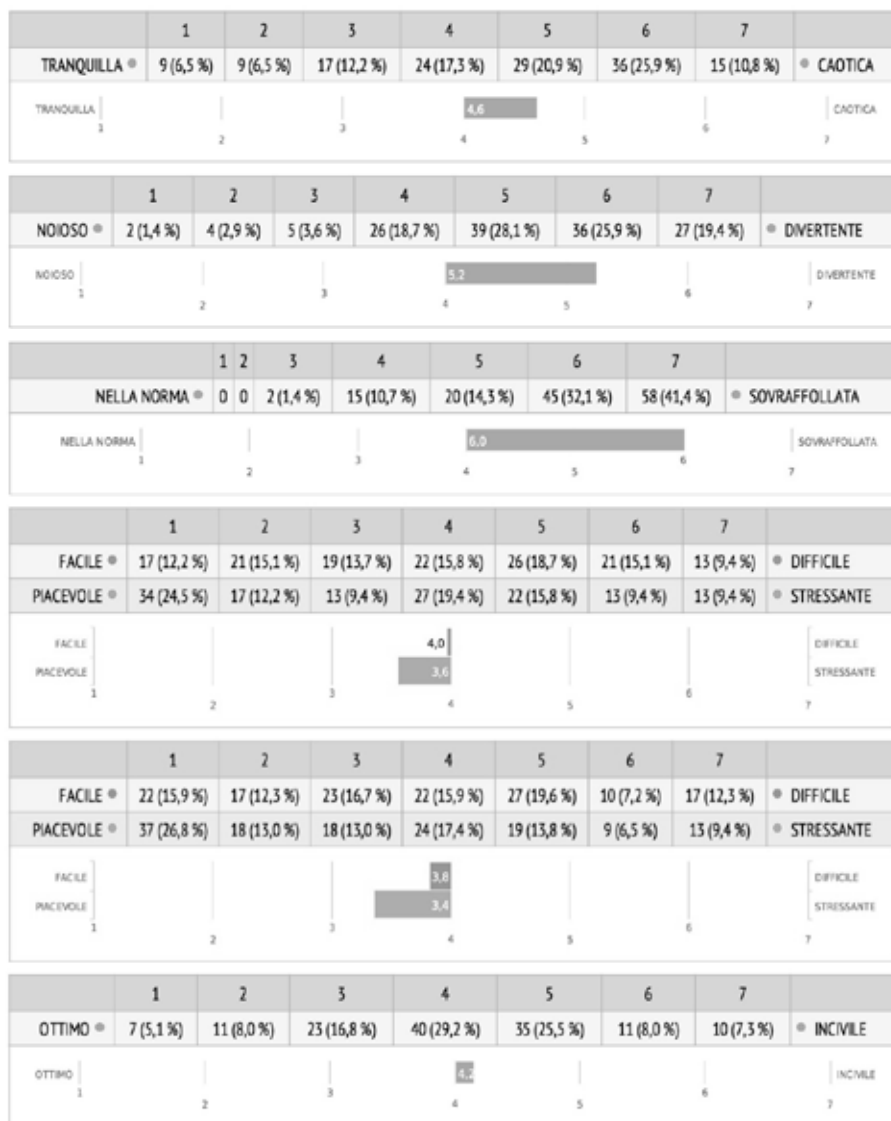 1 2 3 4 5 6 7
TRANQUILLA 9 (6,5 %) 9 (6,5 %) 17 (12,2 %) 24 (17,3 %) 29 (20,9 %) 36 (25,9 %) 15 (10,8 %) CAOTICA
TRANQUILLA 4,6 CAOTICA
1 2 3 4 5 6 7
1 2 3 4 5 6 7
NOIOSO 2 (1,4 %) 4 (2,9 %) 5 (3,6 %) 26 (18,7 %) 39 (28,1 %) 36 (25,9 %) 27 (19,4 %) DIVERTENTE
NOIOSO 5,2 DIVERTENTE
1 2 3 4 5 6 7
1 2 3 4 5 6 7
NELLA NORMA 0 0 2 (1,4 %) 15 (10,7 %) 20 (14,3 %) 45 (32,1 %) 58 (41,4 %) SOVRAFFOLLATA
NELLA NORMA 6,0 SOVRAFFOLLATA
1 2 3 4 5 6 7
1 2 3 4 5 6 7
FACILE 17 (12,2 %) 21 (15,1 %) 19 (13,7 %) 22 (15,8 %) 26 (18,7 %) 21 (15,1 %) 13 (9,4 %) DIFFICILE
PIACEVOLE 34 (24,5 %) 17 (12,2 %) 13 (9,4 %) 27 (19,4 %) 22 (15,8 %) 13 (9,4 %) 13 (9,4 %) STRESSANTE
FACILE 4,0 DIFFICILE
PIACEVOLE 3,6 STRESSANTE
1 2 3 4 5 6 7
1 2 3 4 5 6 7
FACILE 22 (15,9 %) 17 (12,3 %) 23 (16,7 %) 22 (15,9 %) 27 (19,6 %) 10 (7,2 %) 17 (12,3 %) DIFFICILE
PIACEVOLE 37 (26,8 %) 18 (13,0 %) 18 (13,0 %) 24 (17,4 %) 19 (13,8 %) 9 (6,5 %) 13 (9,4 %) STRESSANTE
FACILE 3,8 DIFFICILE
PIACEVOLE 3,4 STRESSANTE
1 2 3 4 5 6 7
1 2 3 4 5 6 7
OTTIMO 7 (5,1 %) 11 (8,0 %) 23 (16,8 %) 40 (29,2 %) 35 (25,5 %) 11 (8,0 %) 10 (7,3 %) INCIVILE
OTTIMO 4,2 INCIVILE
1 2 3 4 5 6 7